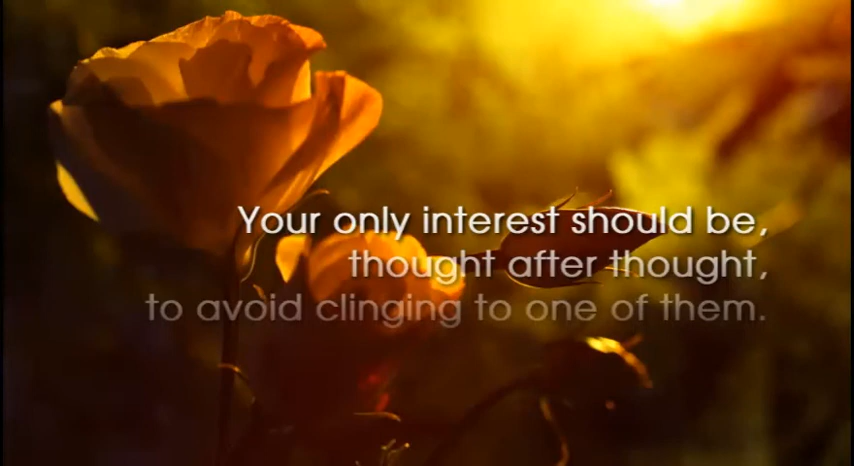 Your only interest should be,
thought after thought,
to avoid clinging to one of them.